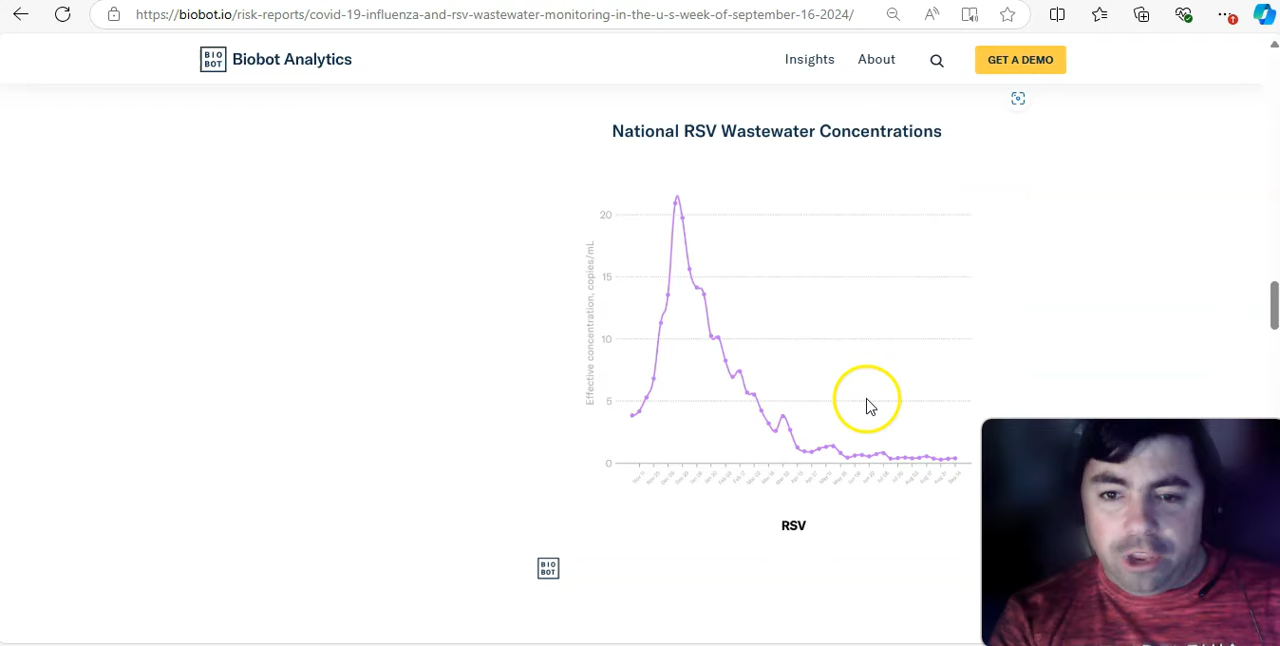 https://biobot.io/risk-reports/covid-19-influenza-and-rsv-wastewater-monitoring-in-the-u-s-week-of-september-16-2024/
BIO
BOT
Biobot Analytics
Insights
About
GET A DEMO
National RSV Wastewater Concentrations
Effective concentration, copies/mL
20
15
10
5
0
RSV
BIO
BOT